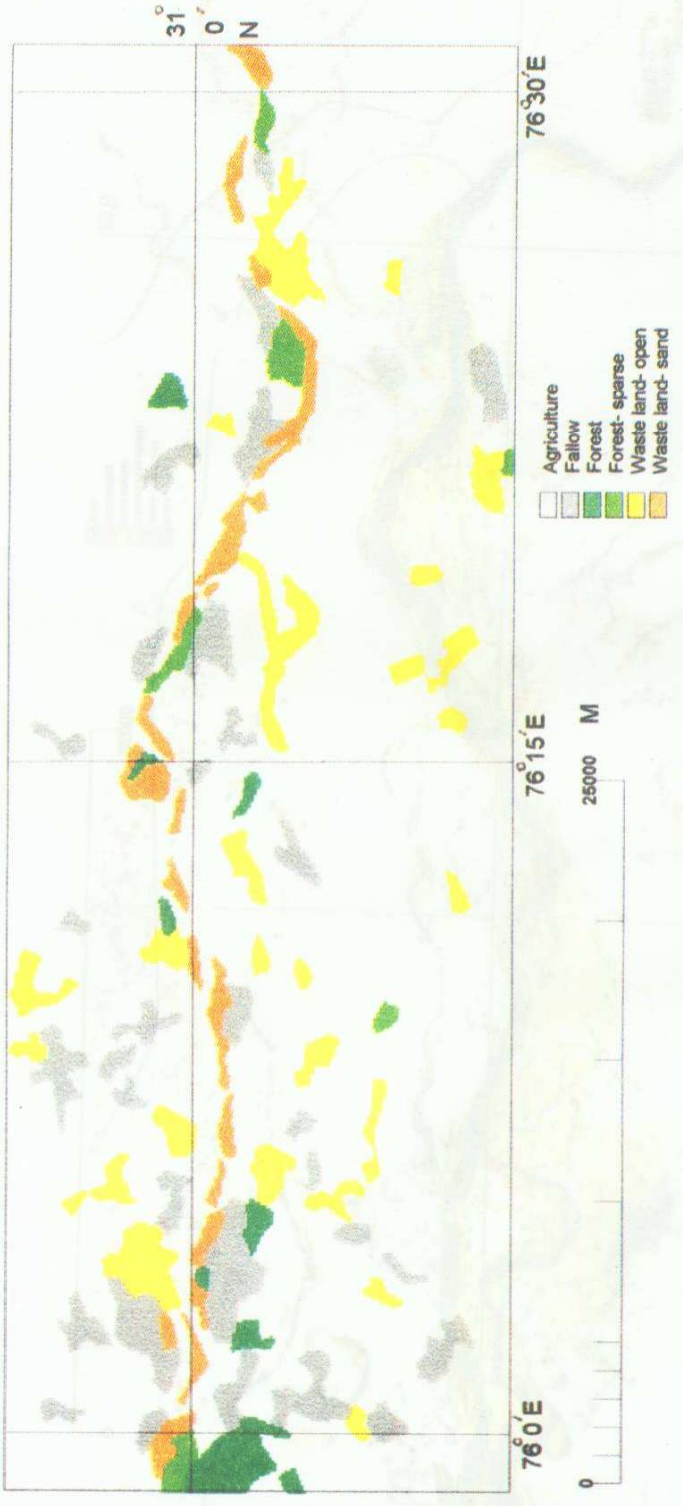 31° 0′ N
76° 0′E
76° 15′E
76° 30′E
0
25000 M
Agriculture
Fallow
Forest
Forest- sparse
Waste land- open
Waste land- sand